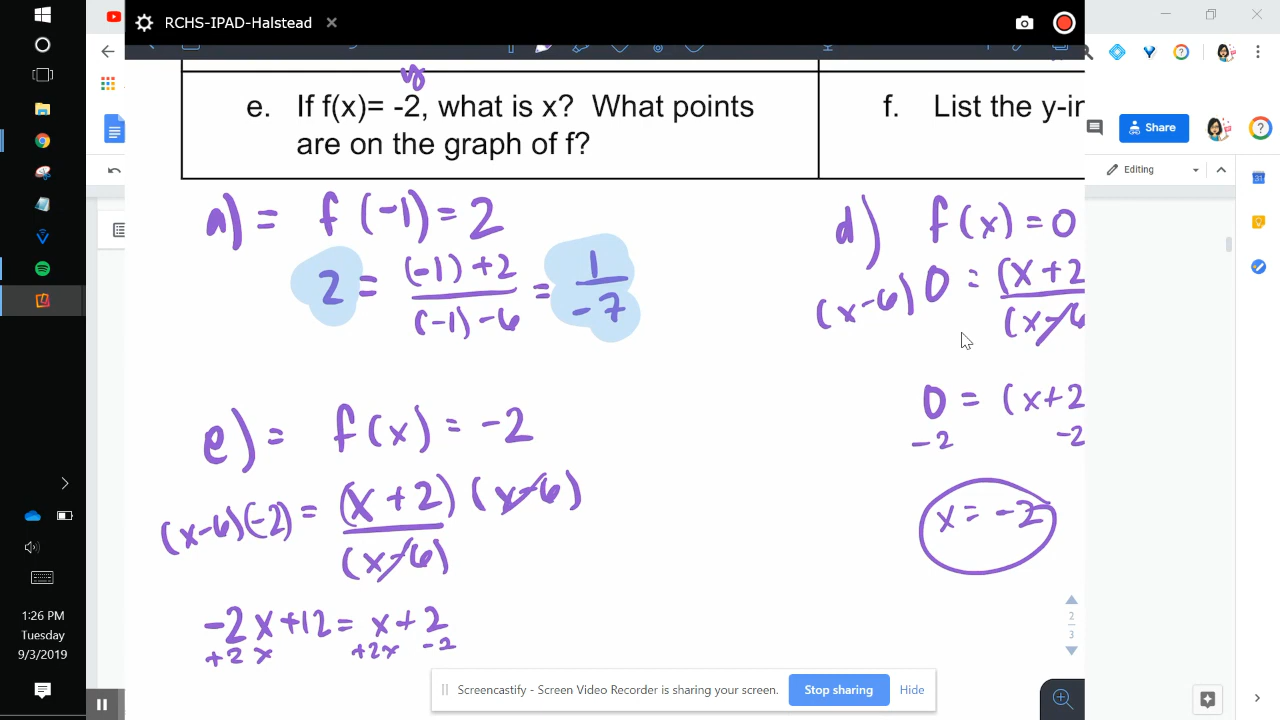 RCHS-IPAD-Halstead
y
e. If f(x)= -2, what is x? What points
are on the graph of f?
f. List the y-in
a) = f(-1) = 2
2 = (-1)+2 / (-1)-6 = 1 / -7
d) f(x) = 0
(x-6) 0 = (x+2 / (x-6
0 = (x+2
-2 -2
x = -2
e) = f(x) = -2
(x-6)(-2) = (x+2) (x-6) / (x-6)
-2x+12 = x+2
+2x +2x -2
Share
Editing
2
3
1:26 PM
Tuesday
9/3/2019
Screencastify - Screen Video Recorder is sharing your screen.
Stop sharing
Hide